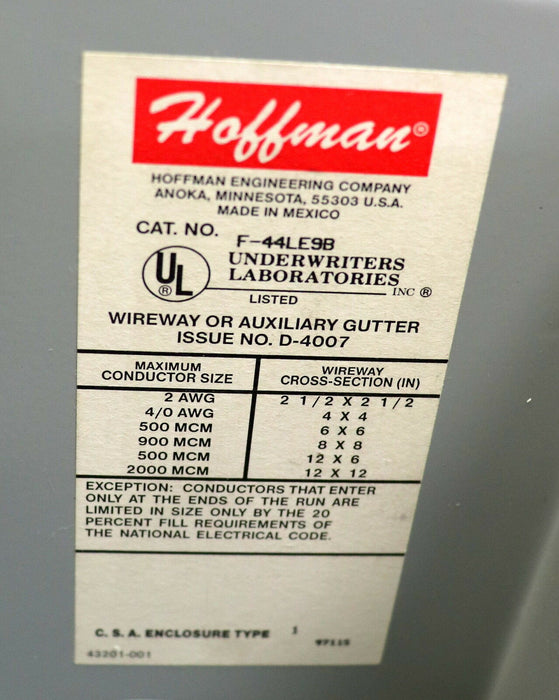 Hoffman®
HOFFMAN ENGINEERING COMPANY
ANOKA, MINNESOTA, 55303 U.S.A.
MADE IN MEXICO
CAT. NO. F-44LE9B
UL ® UNDERWRITERS
LABORATORIES
INC ®
LISTED
WIREWAY OR AUXILIARY GUTTER
ISSUE NO. D-4007
MAXIMUM WIREWAY
CONDUCTOR SIZE CROSS-SECTION (IN)
2 AWG 2 1/2 X 2 1/2
4/0 AWG 4 X 4
500 MCM 6 X 6
900 MCM 8 X 8
500 MCM 12 X 6
2000 MCM 12 X 12
EXCEPTION: CONDUCTORS THAT ENTER
ONLY AT THE ENDS OF THE RUN ARE
LIMITED IN SIZE ONLY BY THE 20
PERCENT FILL REQUIREMENTS OF
THE NATIONAL ELECTRICAL CODE.
C. S. A. ENCLOSURE TYPE 1
43201-001